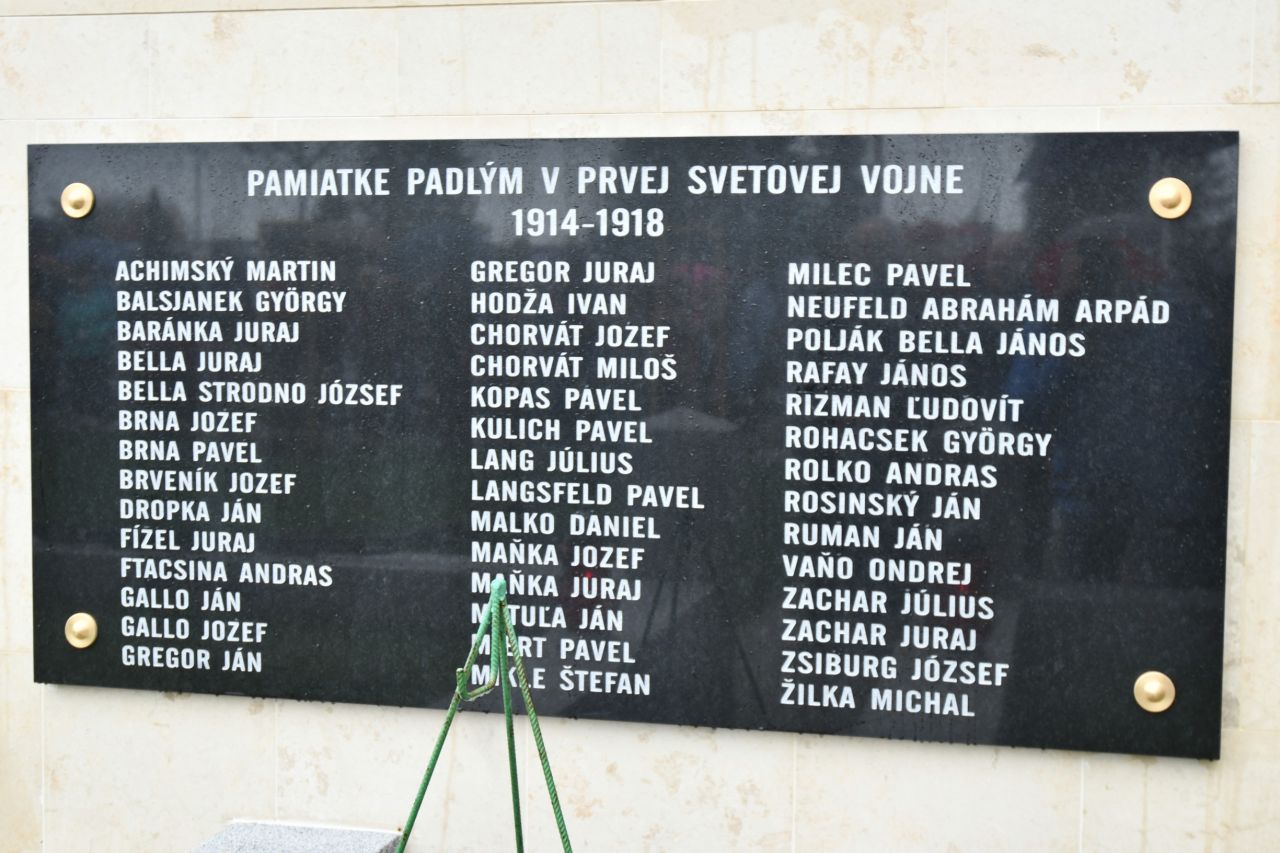 PAMIATKE PADLÝM V PRVEJ SVETOVEJ VOJNE
1914-1918
ACHIMSKÝ MARTIN
BALSJANEK GYÖRGY
BARÁNKA JURAJ
BELLA JURAJ
BELLA STRODNO JÓZSEF
BRNA JOZEF
BRNA PAVEL
BRVENÍK JOZEF
DROPKA JÁN
FÍZEL JURAJ
FTACSINA ANDRAS
GALLO JÁN
GALLO JOZEF
GREGOR JÁN
GREGOR JURAJ
HODŽA IVAN
CHORVÁT JOZEF
CHORVÁT MILOŠ
KOPAS PAVEL
KULICH PAVEL
LANG JÚLIUS
LANGSFELD PAVEL
MALKO DANIEL
MAŇKA JOZEF
MAŇKA JURAJ
JÁN
PAVEL
ŠTEFAN
MILEC PAVEL
NEUFELD ABRAHÁM ARPÁD
POLJÁK BELLA JÁNOS
RAFAY JÁNOS
RIZMAN ĽUDOVÍT
ROHACSEK GYÖRGY
ROLKO ANDRAS
ROSINSKÝ JÁN
RUMAN JÁN
VAŇO ONDREJ
ZACHAR JÚLIUS
ZACHAR JURAJ
ZSIBURG JÓZSEF
ŽILKA MICHAL